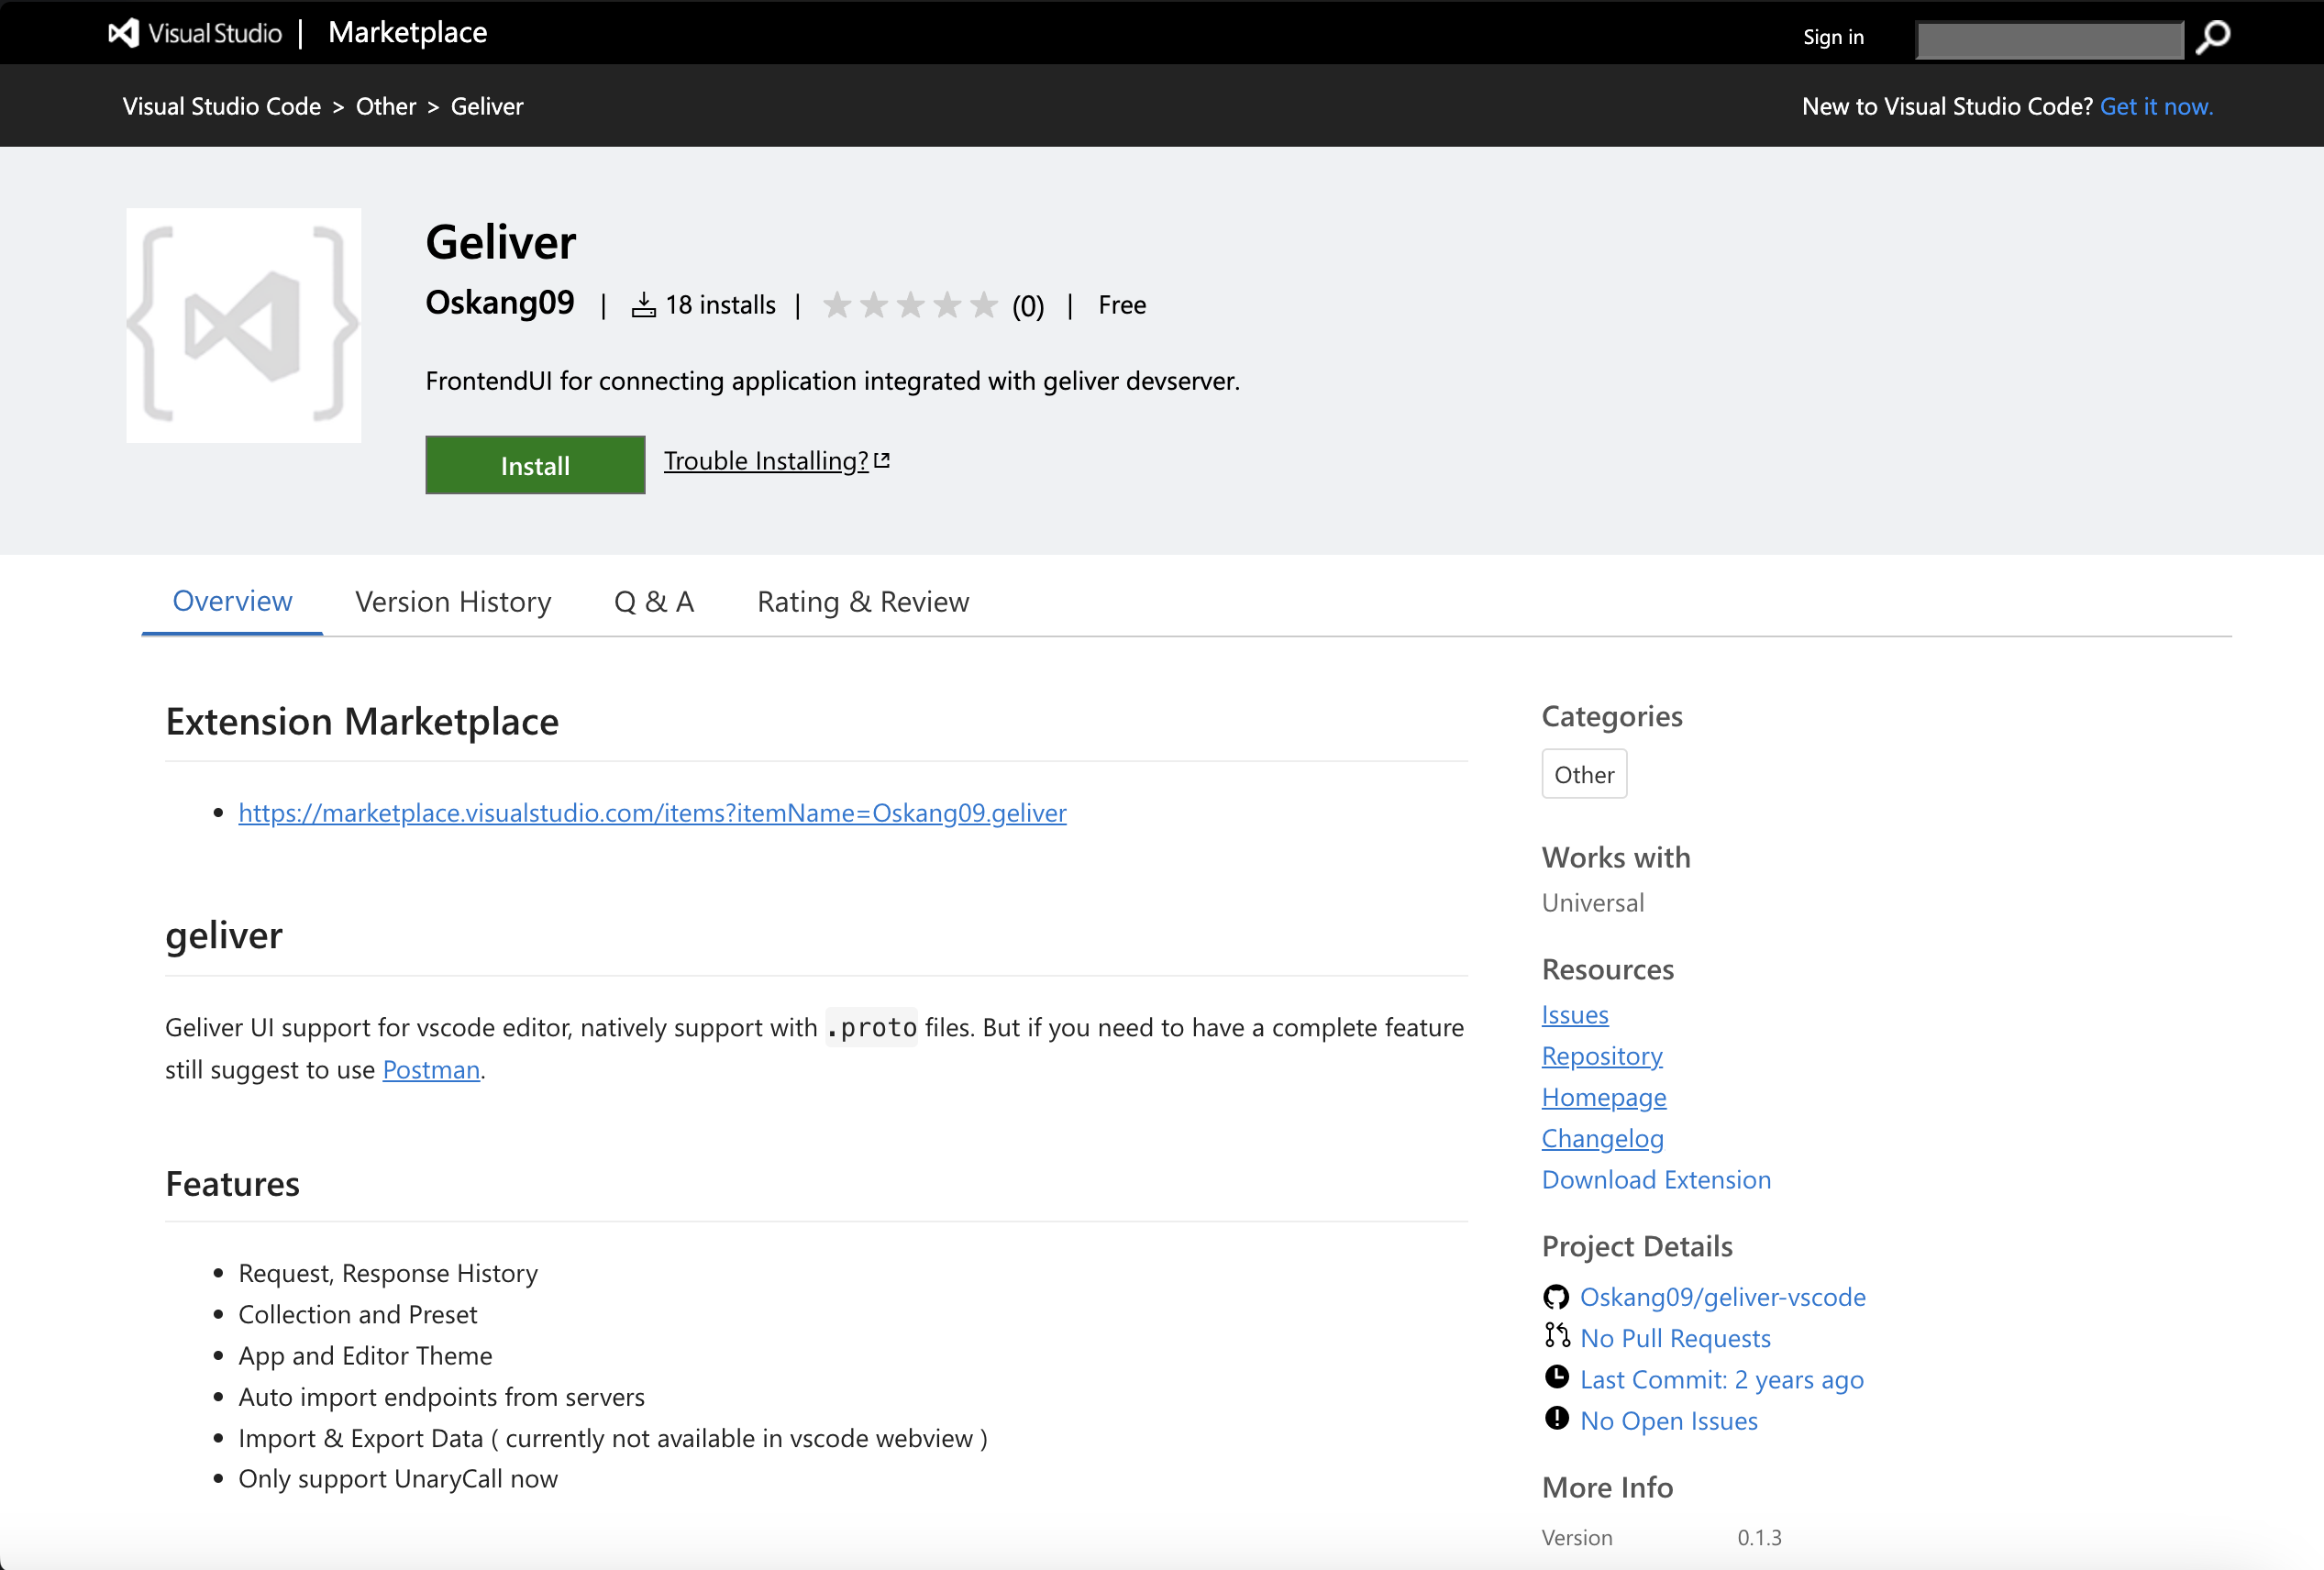 Visual Studio | Marketplace
Sign in
Visual Studio Code > Other > Geliver
New to Visual Studio Code? Get it now.
Geliver
Oskang09 | 18 installs | (0) | Free
FrontendUI for connecting application integrated with geliver devserver.
Install
Trouble Installing?
Overview
Version History
Q & A
Rating & Review
Extension Marketplace
• https://marketplace.visualstudio.com/items?itemName=Oskang09.geliver
geliver
Geliver UI support for vscode editor, natively support with .proto files. But if you need to have a complete feature
still suggest to use Postman.
Features
• Request, Response History
• Collection and Preset
• App and Editor Theme
• Auto import endpoints from servers
• Import & Export Data ( currently not available in vscode webview )
• Only support UnaryCall now
Categories
Other
Works with
Universal
Resources
Issues
Repository
Homepage
Changelog
Download Extension
Project Details
Oskang09/geliver-vscode
No Pull Requests
Last Commit: 2 years ago
No Open Issues
More Info
Version 0.1.3